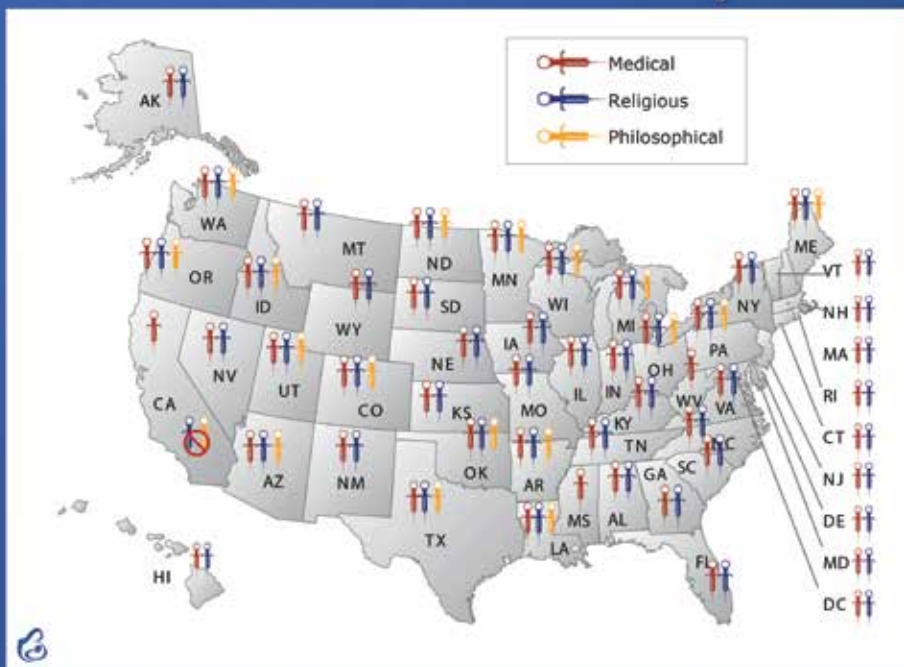 Medical
Religious
Philosophical
AK
WA
MT
ND
MN
ME
OR
ID
WY
SD
WI
MI
NY
VT
NH
NV
UT
CO
NE
IA
IL
IN
OH
PA
MA
CA
KS
MO
KY
WV
VA
RI
AZ
NM
OK
AR
TN
NC
CT
TX
LA
MS
AL
GA
SC
NJ
HI
FL
DE
MD
DC